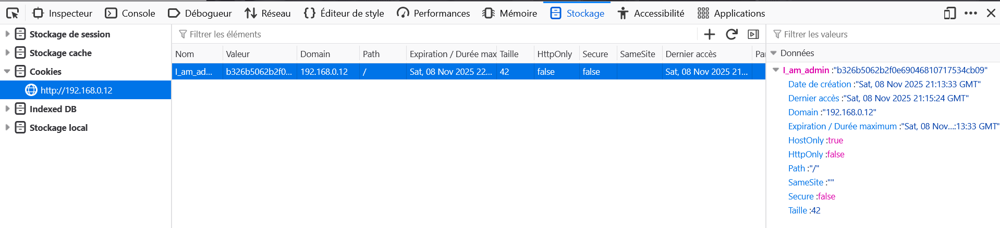 Inspecteur Console Débogueur Réseau Éditeur de style Performances Mémoire Stockage Accessibilité Applications
Stockage de session
Stockage cache
Cookies
http://192.168.0.12
Indexed DB
Stockage local
Filtrer les éléments
Nom Valeur Domain Path Expiration / Durée max Taille HttpOnly Secure SameSite Dernier accès Par
I_am_ad... b326b5062b2f0... 192.168.0.12 / Sat, 08 Nov 2025 22... 42 false false Sat, 08 Nov 2025 21...
Filtrer les valeurs
Données
I_am_admin :"b326b5062b2f0e69046810717534cb09"
Date de création :"Sat, 08 Nov 2025 21:13:33 GMT"
Dernier accès :"Sat, 08 Nov 2025 21:15:24 GMT"
Domain :"192.168.0.12"
Expiration / Durée maximum :"Sat, 08 Nov...:13:33 GMT"
HostOnly :true
HttpOnly :false
Path :"/"
SameSite :""
Secure :false
Taille :42